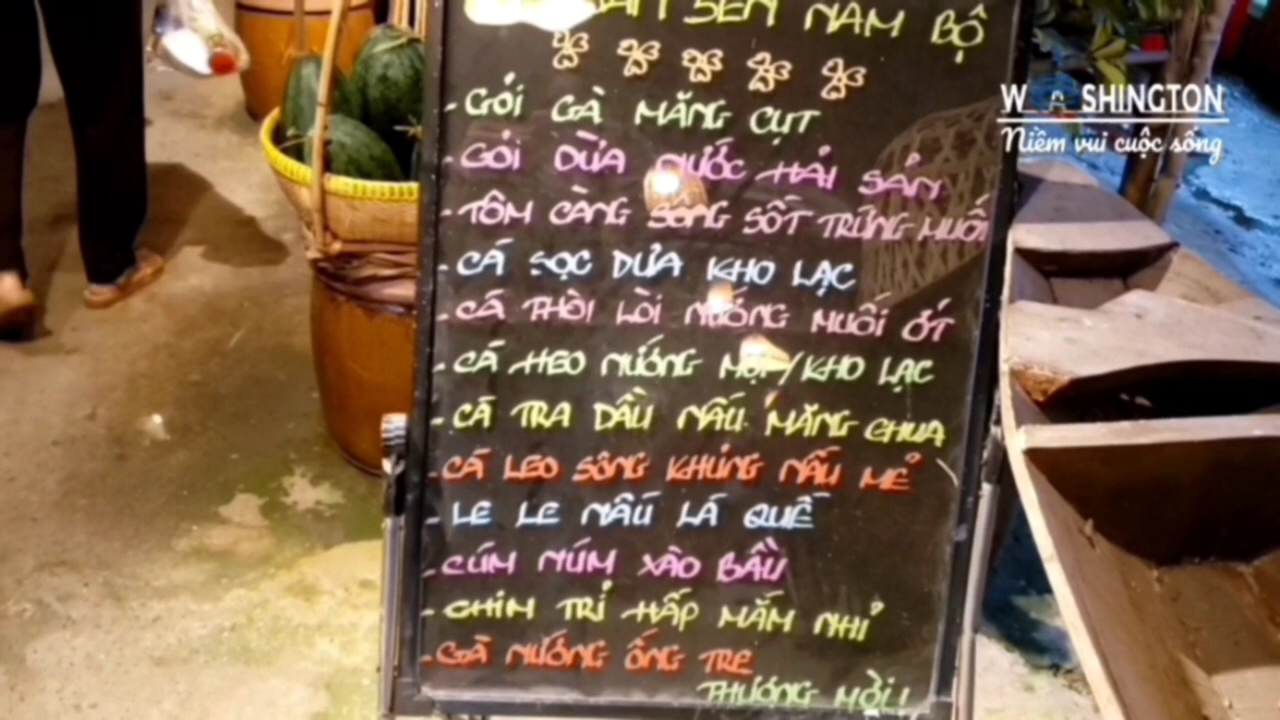 SEN NAM BỘ
- GỎI GÀ MĂNG CỤT
- GỎI DỪA NƯỚC HẢI SẢN
- TÔM CÀNG SÔNG SỐT TRỨNG MUỐI
- CÁ SỌC DƯA KHO LẠC
- CÁ THÒI LÒI NƯỚNG MUỐI ỚT
- CÁ HEO NƯỚNG MỌI/KHO LẠC
- CÁ TRA DẦU NẤU MĂNG CHUA
- CÁ LEO SÔNG KHỦNG NẤU MẺ
- LE LE NẤU LÁ QUẾ
- CÚM NÚM XÀO BẦU
- CHIM TRĨ HẤP MẮM NHỈ
- GÀ NƯỚNG ỐNG TRE
THƯƠNG MỜI!
WASHINGTON
Niềm vui cuộc sống